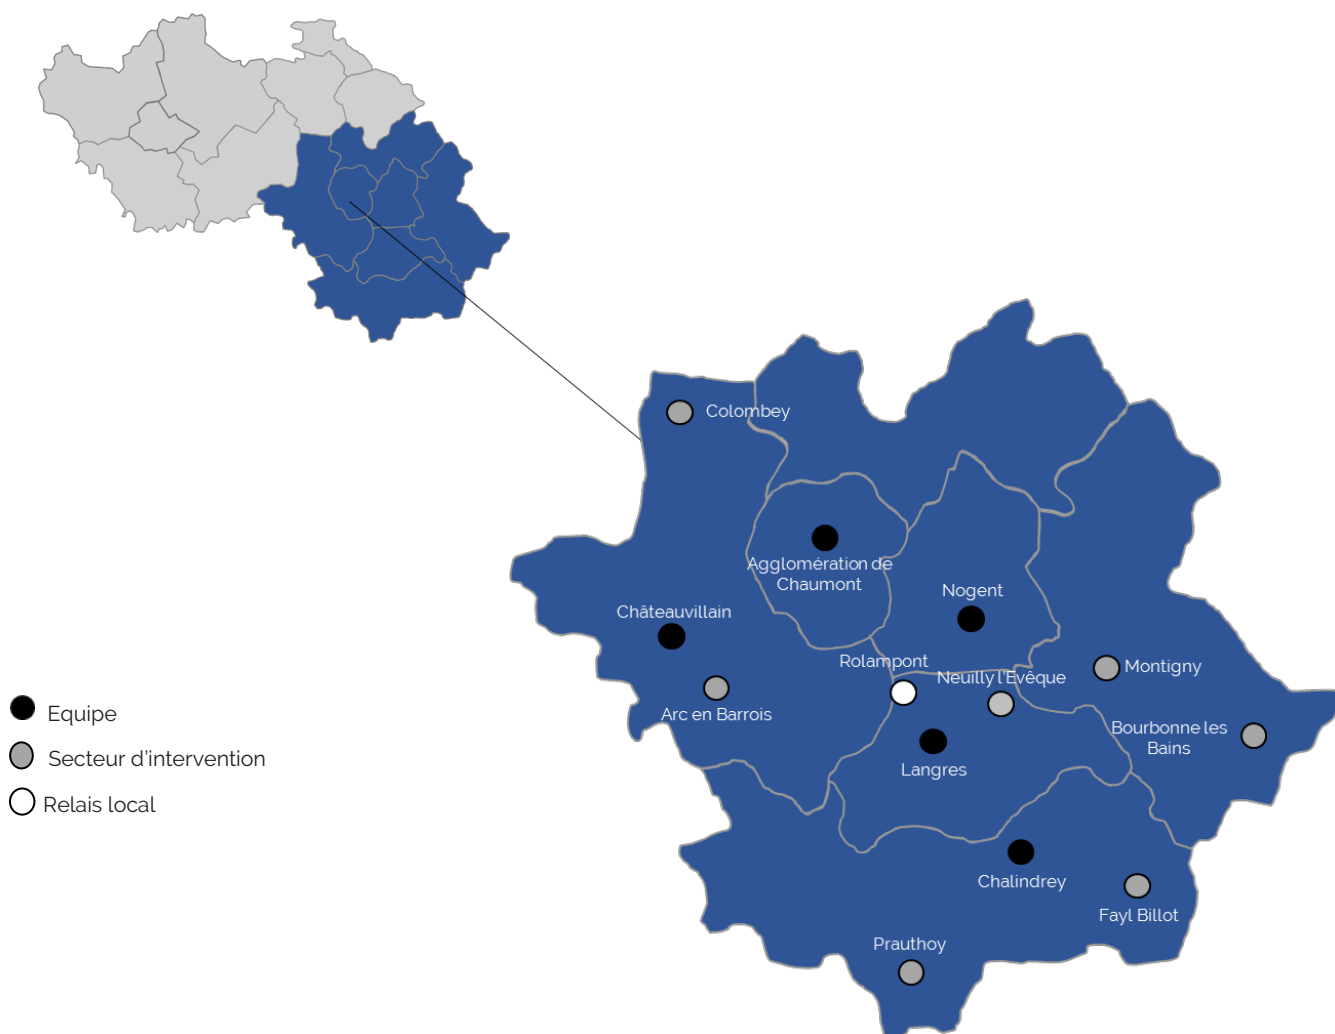 Colombey
Agglomération de
Chaumont
Nogent
Châteauvillain
Rolampont
Neuilly l'Evêque
Montigny
Arc en Barrois
Bourbonne les
Bains
Langres
Equipe
Secteur d'intervention
Relais local
Chalindrey
Fayl Billot
Prauthoy